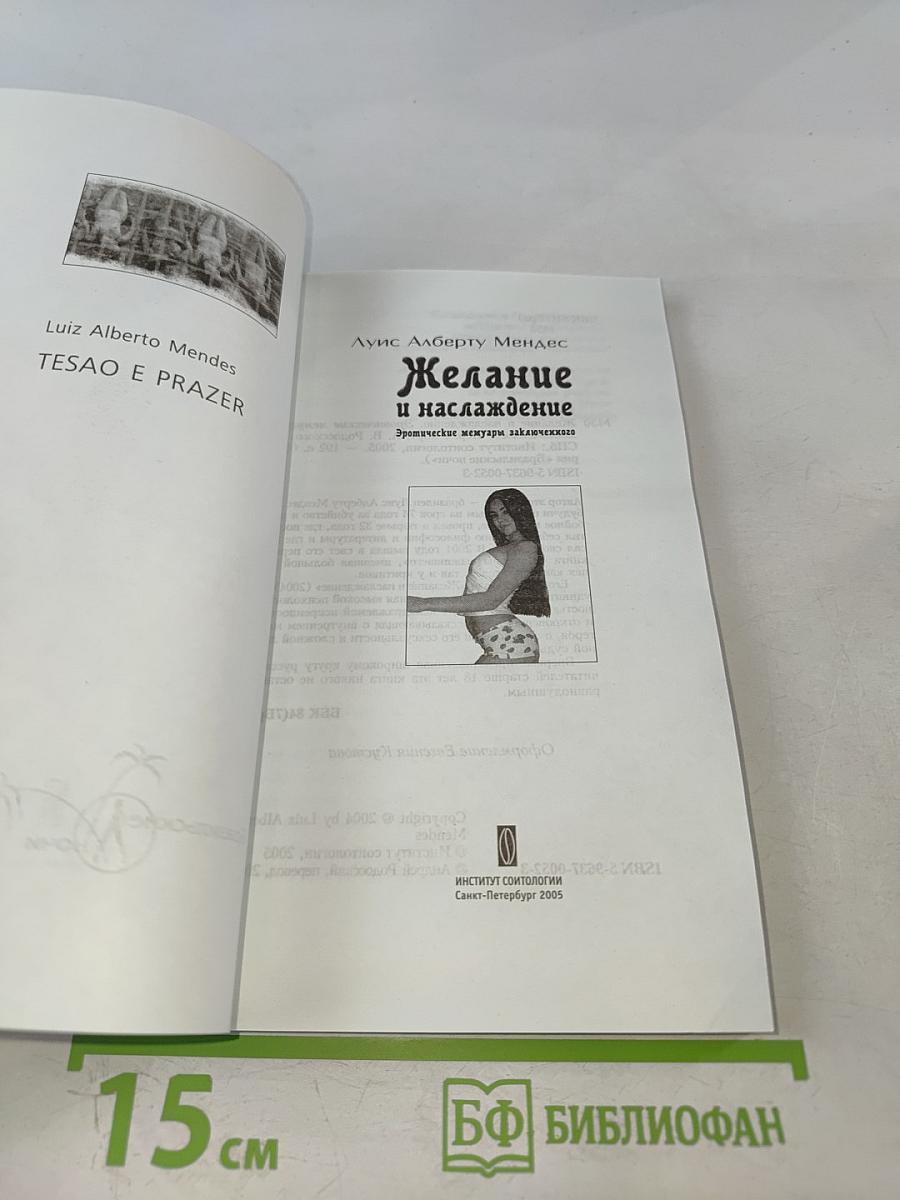 Luiz Alberto Mendes
TESAO E PRAZER
Луис Алберту Мендес
Желание
и наслаждение
Эротические мемуары заключенного
ИНСТИТУТ СОИТОЛОГИИ
Санкт-Петербург 2005
15 см
БФ БИБЛИОФАН